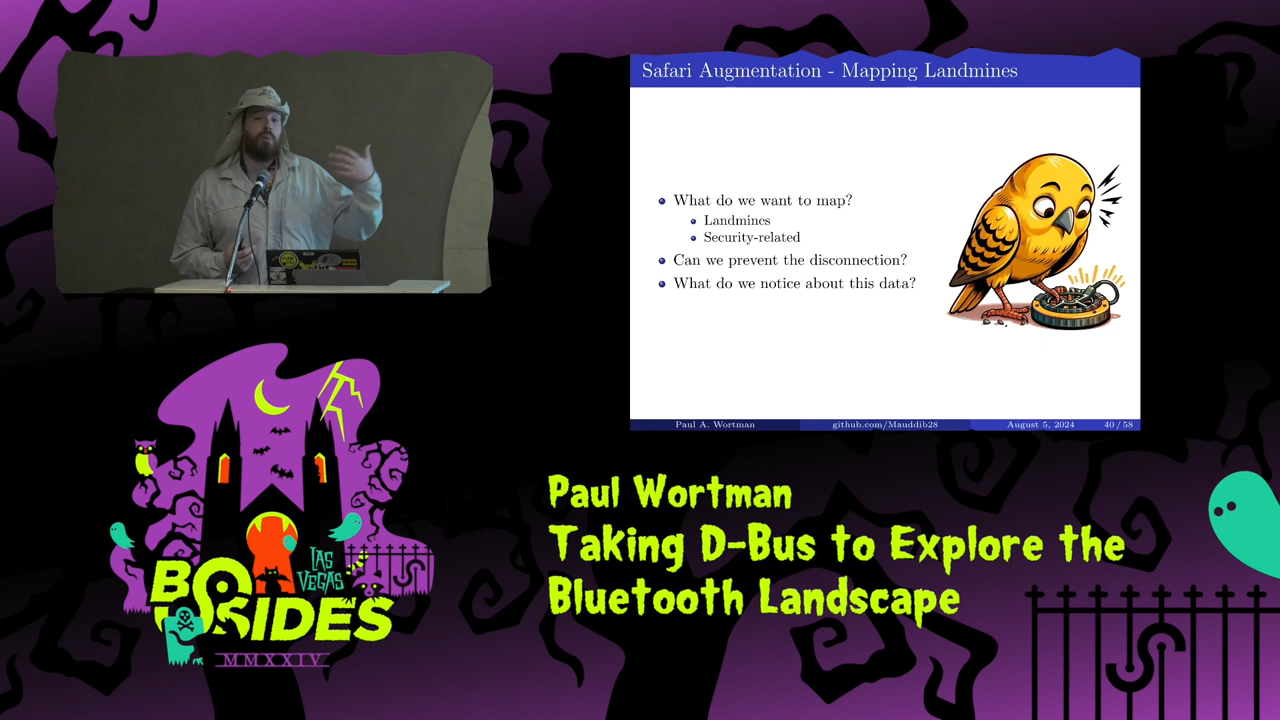 Safari Augmentation - Mapping Landmines
What do we want to map?
Landmines
Security-related
Can we prevent the disconnection?
What do we notice about this data?
Paul A. Wortman
github.com/Mauddib28
August 5, 2024
40 / 58
LAS
VEGAS
BSIDES
MMXXIV
Paul Wortman
Taking D-Bus to Explore the
Bluetooth Landscape